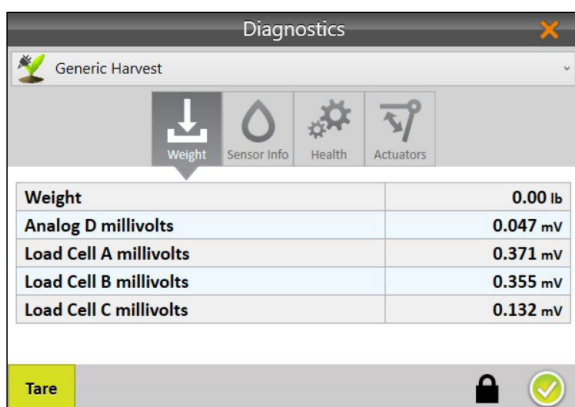 Diagnostics
Generic Harvest
Weight Sensor Info Health Actuators
Weight 0.00 lb
Analog D millivolts 0.047 mV
Load Cell A millivolts 0.371 mV
Load Cell B millivolts 0.355 mV
Load Cell C millivolts 0.132 mV
Tare